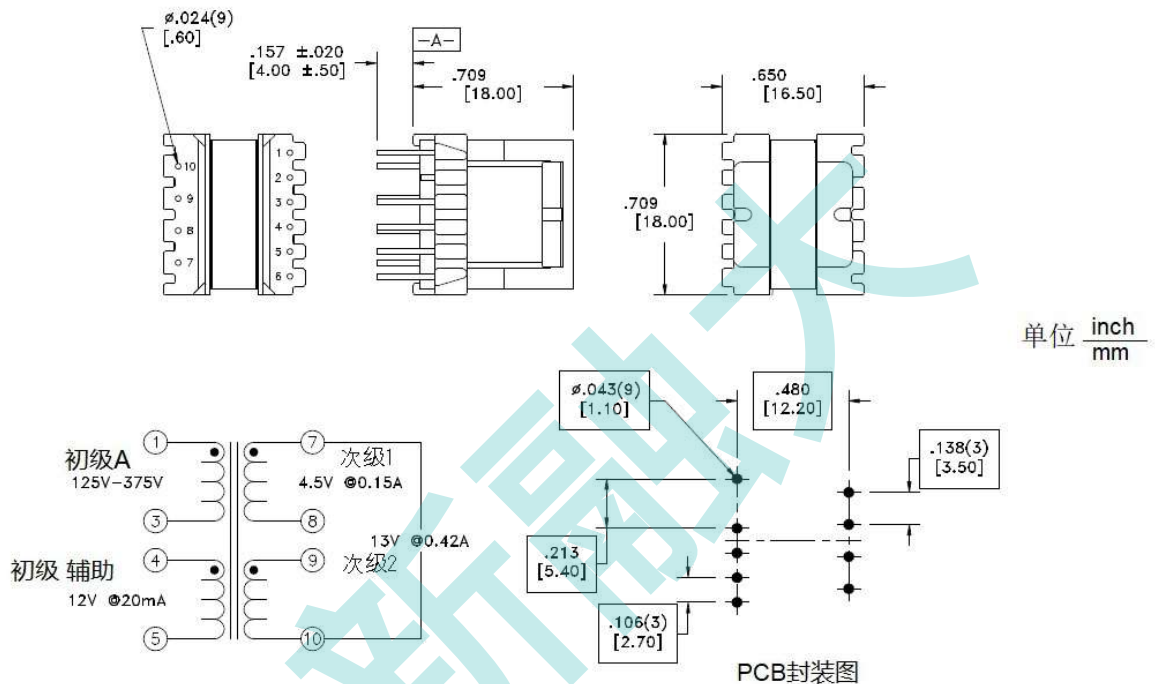 ø.024(9)
[.60]
.157 ±.020
[4.00 ±.50]
-A-
.709
[18.00]
.650
[16.50]
10
9
8
7
1
2
3
4
5
6
.709
[18.00]
单位 inch
mm
初级A
125V-375V
1
3
初级 辅助
12V @20mA
4
5
7
次级1
4.5V @0.15A
8
13V @0.42A
9
次级2
10
ø.043(9)
[1.10]
.480
[12.20]
.138(3)
[3.50]
.213
[5.40]
.106(3)
[2.70]
PCB封装图
新融大